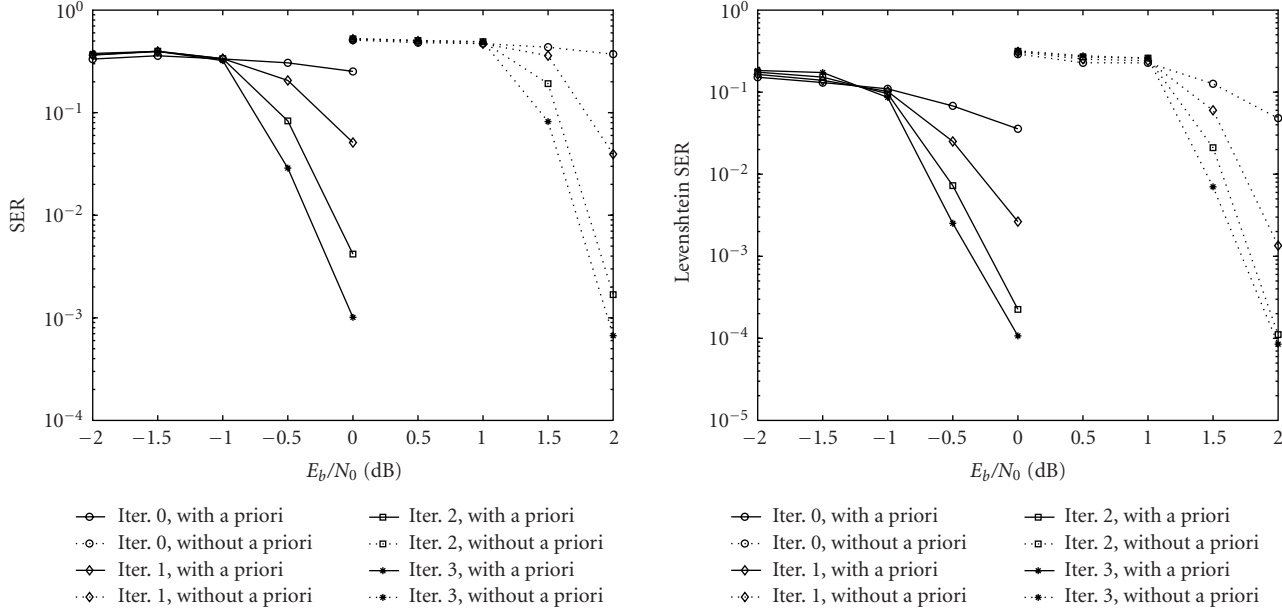 10^0
10^−1
10^−2
10^−3
10^−4
SER
−2 −1.5 −1 −0.5 0 0.5 1 1.5 2
E_b/N_0 (dB)
Iter. 0, with a priori
Iter. 0, without a priori
Iter. 1, with a priori
Iter. 1, without a priori
Iter. 2, with a priori
Iter. 2, without a priori
Iter. 3, with a priori
Iter. 3, without a priori
10^0
10^−1
10^−2
10^−3
10^−4
10^−5
Levenshtein SER
−2 −1.5 −1 −0.5 0 0.5 1 1.5 2
E_b/N_0 (dB)
Iter. 0, with a priori
Iter. 0, without a priori
Iter. 1, with a priori
Iter. 1, without a priori
Iter. 2, with a priori
Iter. 2, without a priori
Iter. 3, with a priori
Iter. 3, without a priori